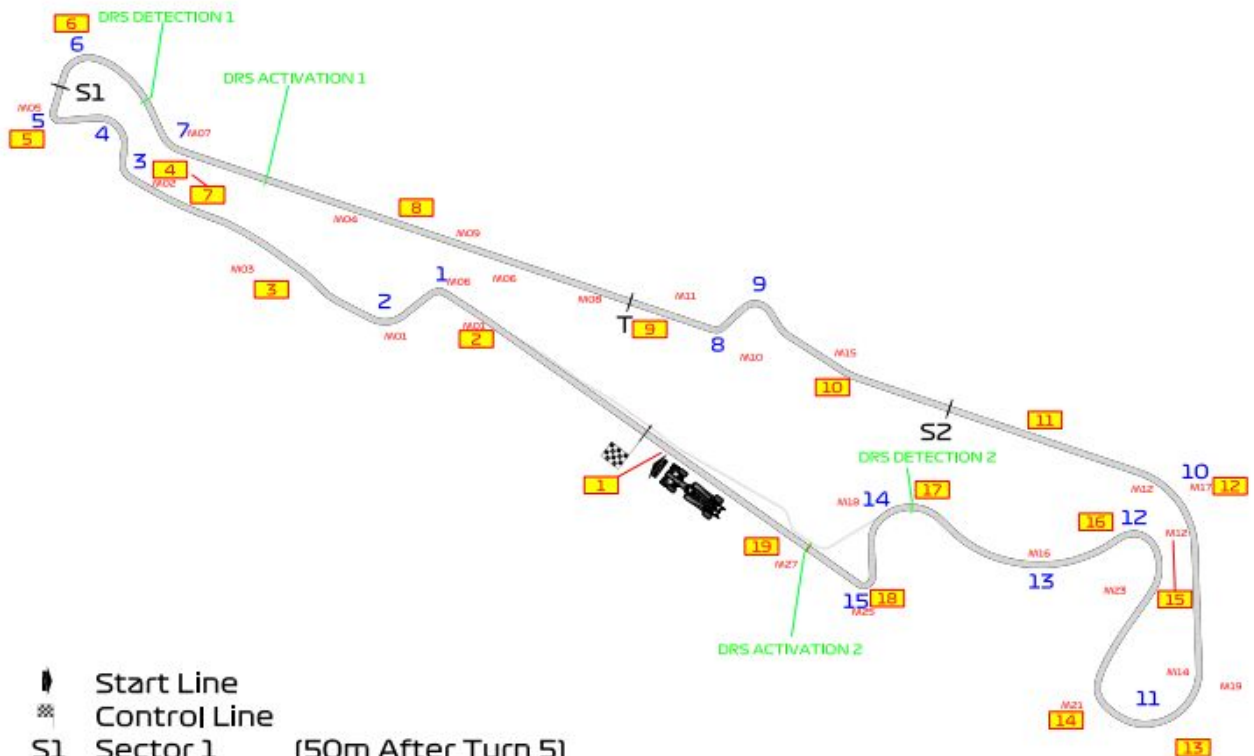 6
DRS DETECTION 1
6
DRS ACTIVATION 1
S1
M05
5
5
4
7
M07
3
4
M02
7
8
M04
M09
M03
3
1
M06
M06
9
2
M01
M01
2
M08
M11
T
9
8
M10
M15
10
S2
11
DRS DETECTION 2
10
M12
M17
12
1
M18
14
17
16
12
M12
19
M27
M16
13
M23
15
15
18
M25
DRS ACTIVATION 2
M14
M19
M21
14
11
13
Start Line
Control Line
S1 Sector 1 (50m After Turn 5)